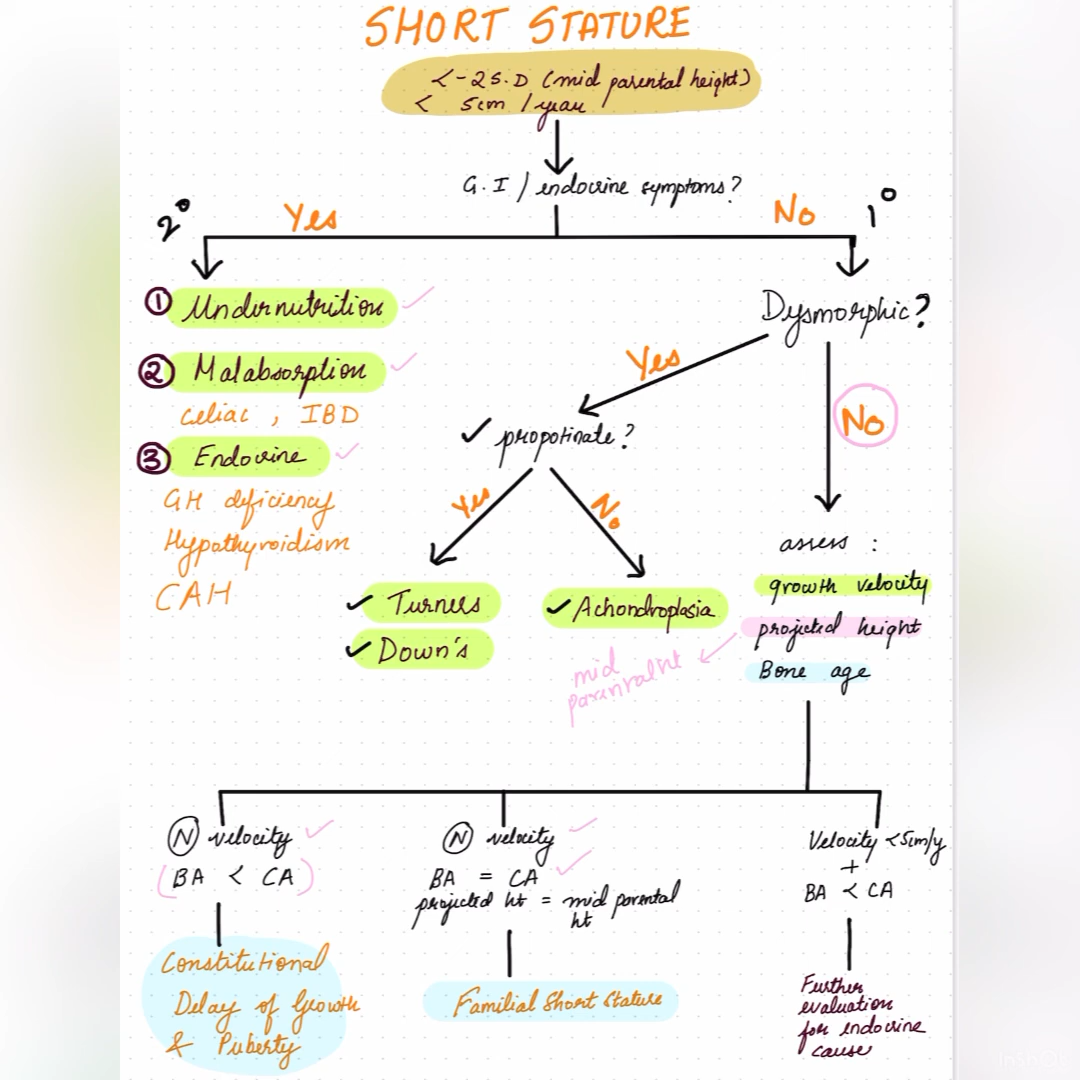 SHORT STATURE
< -2 S.D (mid parental height)
< 5cm / year
G.I / endocrine symptoms?
2° Yes No 1°
① Undernutrition
Dysmorphic?
② Malabsorption
Celiac , IBD
Yes
No
propotinate?
③ Endocrine
GH deficiency
Hypothyroidism
CAH
Yes No
assess :
Turners
Down's
Achondroplasia
growth velocity
projected height
mid
parental ht
Bone age
Ⓝ velocity
(BA < CA)
Constitutional
Delay of Growth
& Puberty
Ⓝ velocity
BA = CA
projected ht = mid parental
ht
Familial Short Stature
Velocity <5cm/y
+
BA < CA
Further
evaluation
for endocrine
cause